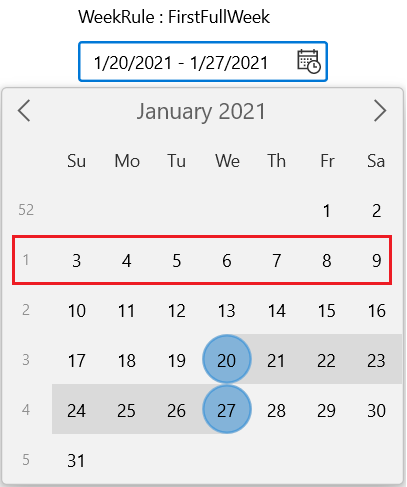 WeekRule : FirstFullWeek
1/20/2021 - 1/27/2021
January 2021
Su Mo Tu We Th Fr Sa
52 1 2
1 3 4 5 6 7 8 9
2 10 11 12 13 14 15 16
3 17 18 19 20 21 22 23
4 24 25 26 27 28 29 30
5 31